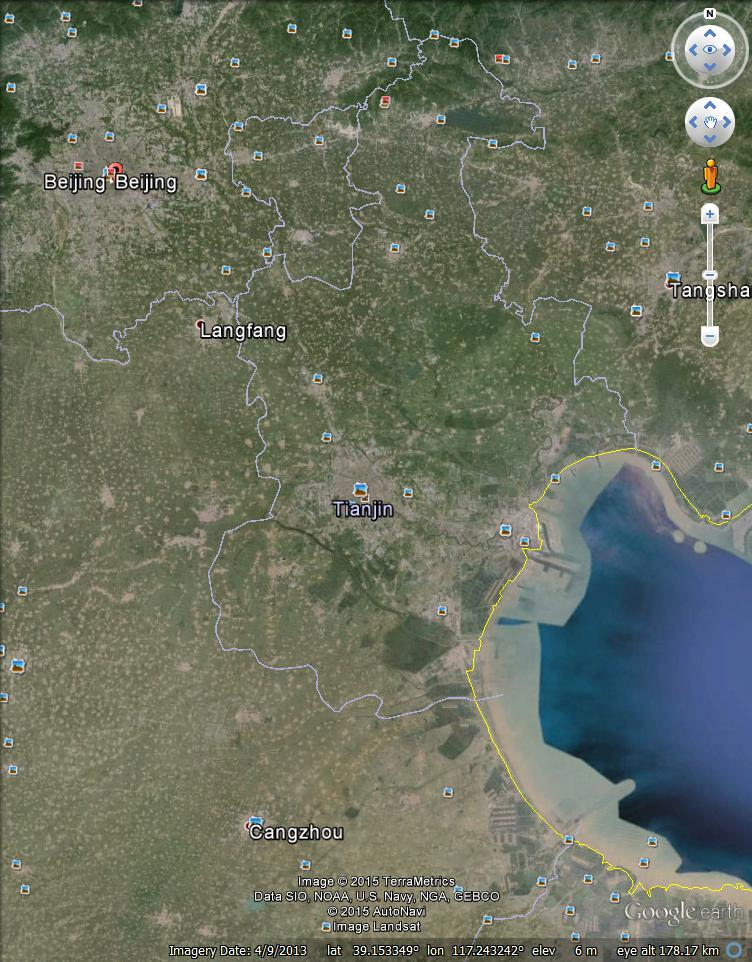 N
Beijing Beijing
Tangsha
Langfang
Tianjin
Cangzhou
Image © 2015 TerraMetrics
Data SIO, NOAA, U.S. Navy, NGA, GEBCO
© 2015 AutoNavi
Image Landsat
Google earth
Imagery Date: 4/9/2013 lat 39.153349° lon 117.243242° elev 6 m eye alt 178.17 km